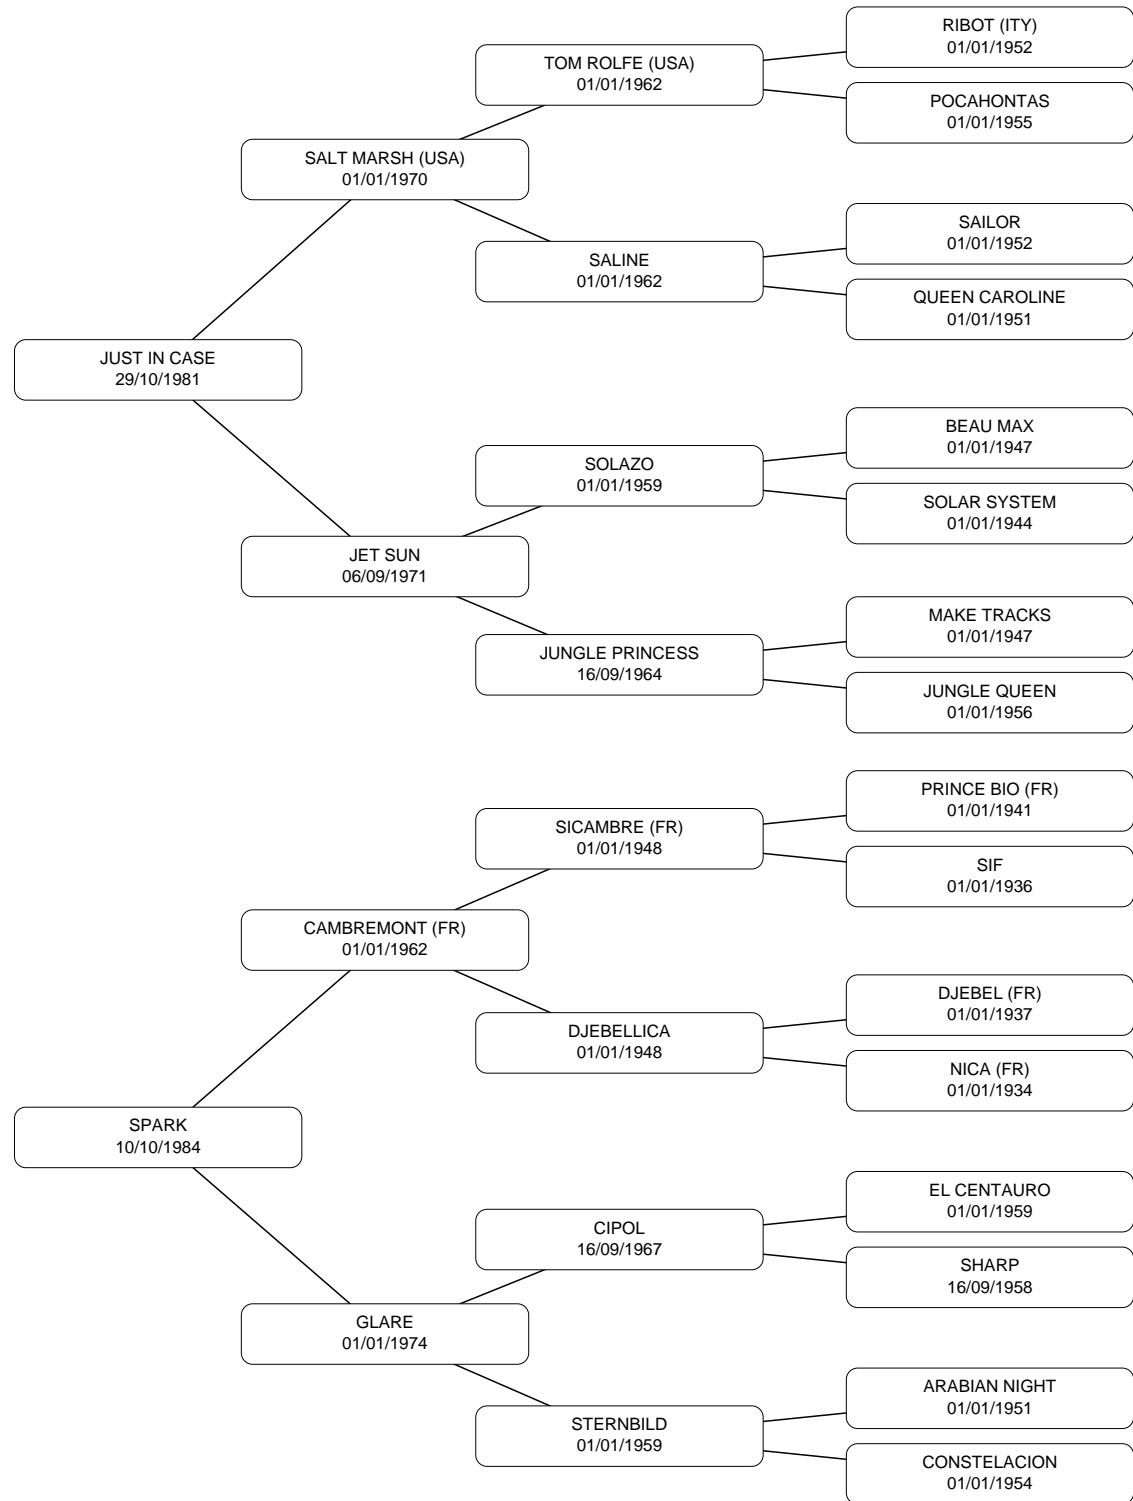 RIBOT (ITY)
01/01/1952
TOM ROLFE (USA)
01/01/1962
POCAHONTAS
01/01/1955
SALT MARSH (USA)
01/01/1970
SAILOR
01/01/1952
SALINE
01/01/1962
QUEEN CAROLINE
01/01/1951
JUST IN CASE
29/10/1981
BEAU MAX
01/01/1947
SOLAZO
01/01/1959
SOLAR SYSTEM
01/01/1944
JET SUN
06/09/1971
MAKE TRACKS
01/01/1947
JUNGLE PRINCESS
16/09/1964
JUNGLE QUEEN
01/01/1956
PRINCE BIO (FR)
01/01/1941
SICAMBRE (FR)
01/01/1948
SIF
01/01/1936
CAMBREMONT (FR)
01/01/1962
DJEBEL (FR)
01/01/1937
DJEBELLICA
01/01/1948
NICA (FR)
01/01/1934
SPARK
10/10/1984
EL CENTAURO
01/01/1959
CIPOL
16/09/1967
SHARP
16/09/1958
GLARE
01/01/1974
ARABIAN NIGHT
01/01/1951
STERNBILD
01/01/1959
CONSTELACION
01/01/1954